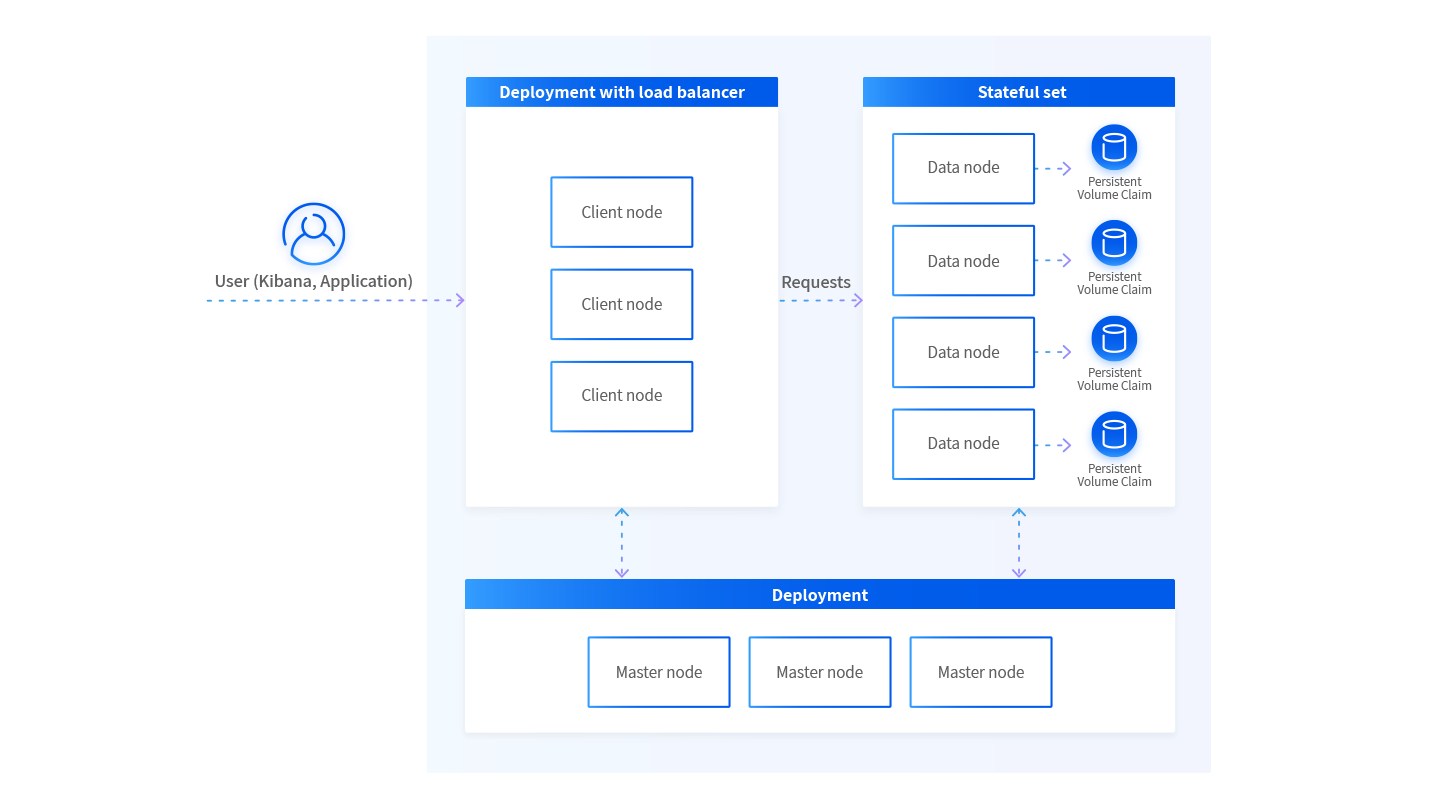 Deployment with load balancer
Client node
Client node
Client node
User (Kibana, Application)
Requests
Stateful set
Data node
Persistent
Volume Claim
Data node
Persistent
Volume Claim
Data node
Persistent
Volume Claim
Data node
Persistent
Volume Claim
Deployment
Master node
Master node
Master node